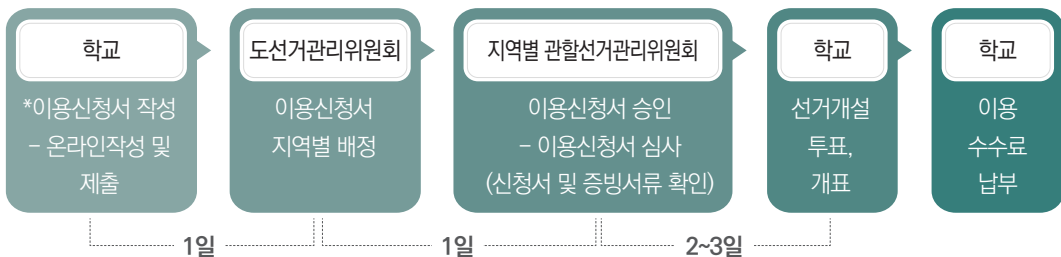 학교
*이용신청서 작성
- 온라인작성 및
제출
도선거관리위원회
이용신청서
지역별 배정
지역별 관할선거관리위원회
이용신청서 승인
- 이용신청서 심사
(신청서 및 증빙서류 확인)
학교
선거개설
투표,
개표
학교
이용
수수료
납부
1일
1일
2~3일